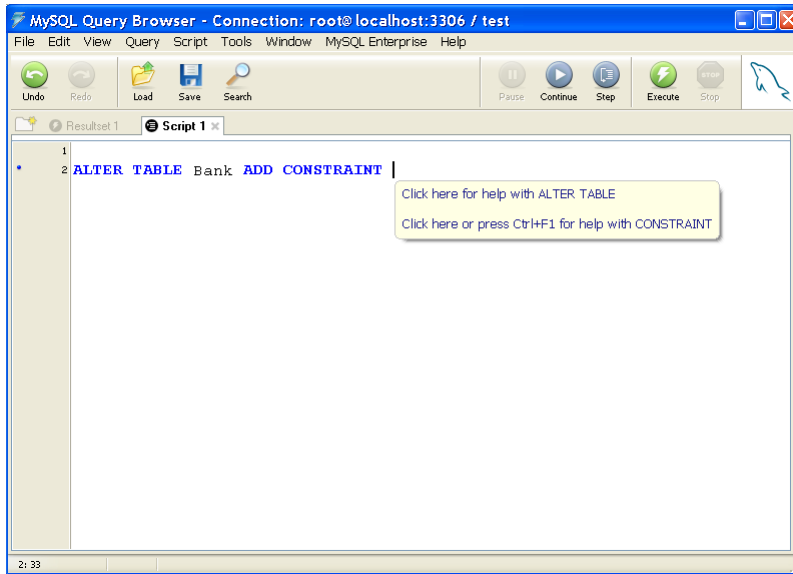 MySQL Query Browser - Connection: root@localhost:3306 / test
File Edit View Query Script Tools Window MySQL Enterprise Help
Undo Redo Load Save Search Pause Continue Step Execute Stop
STOP
Resultset 1 Script 1
1
2 ALTER TABLE Bank ADD CONSTRAINT
Click here for help with ALTER TABLE
Click here or press Ctrl+F1 for help with CONSTRAINT
2: 33